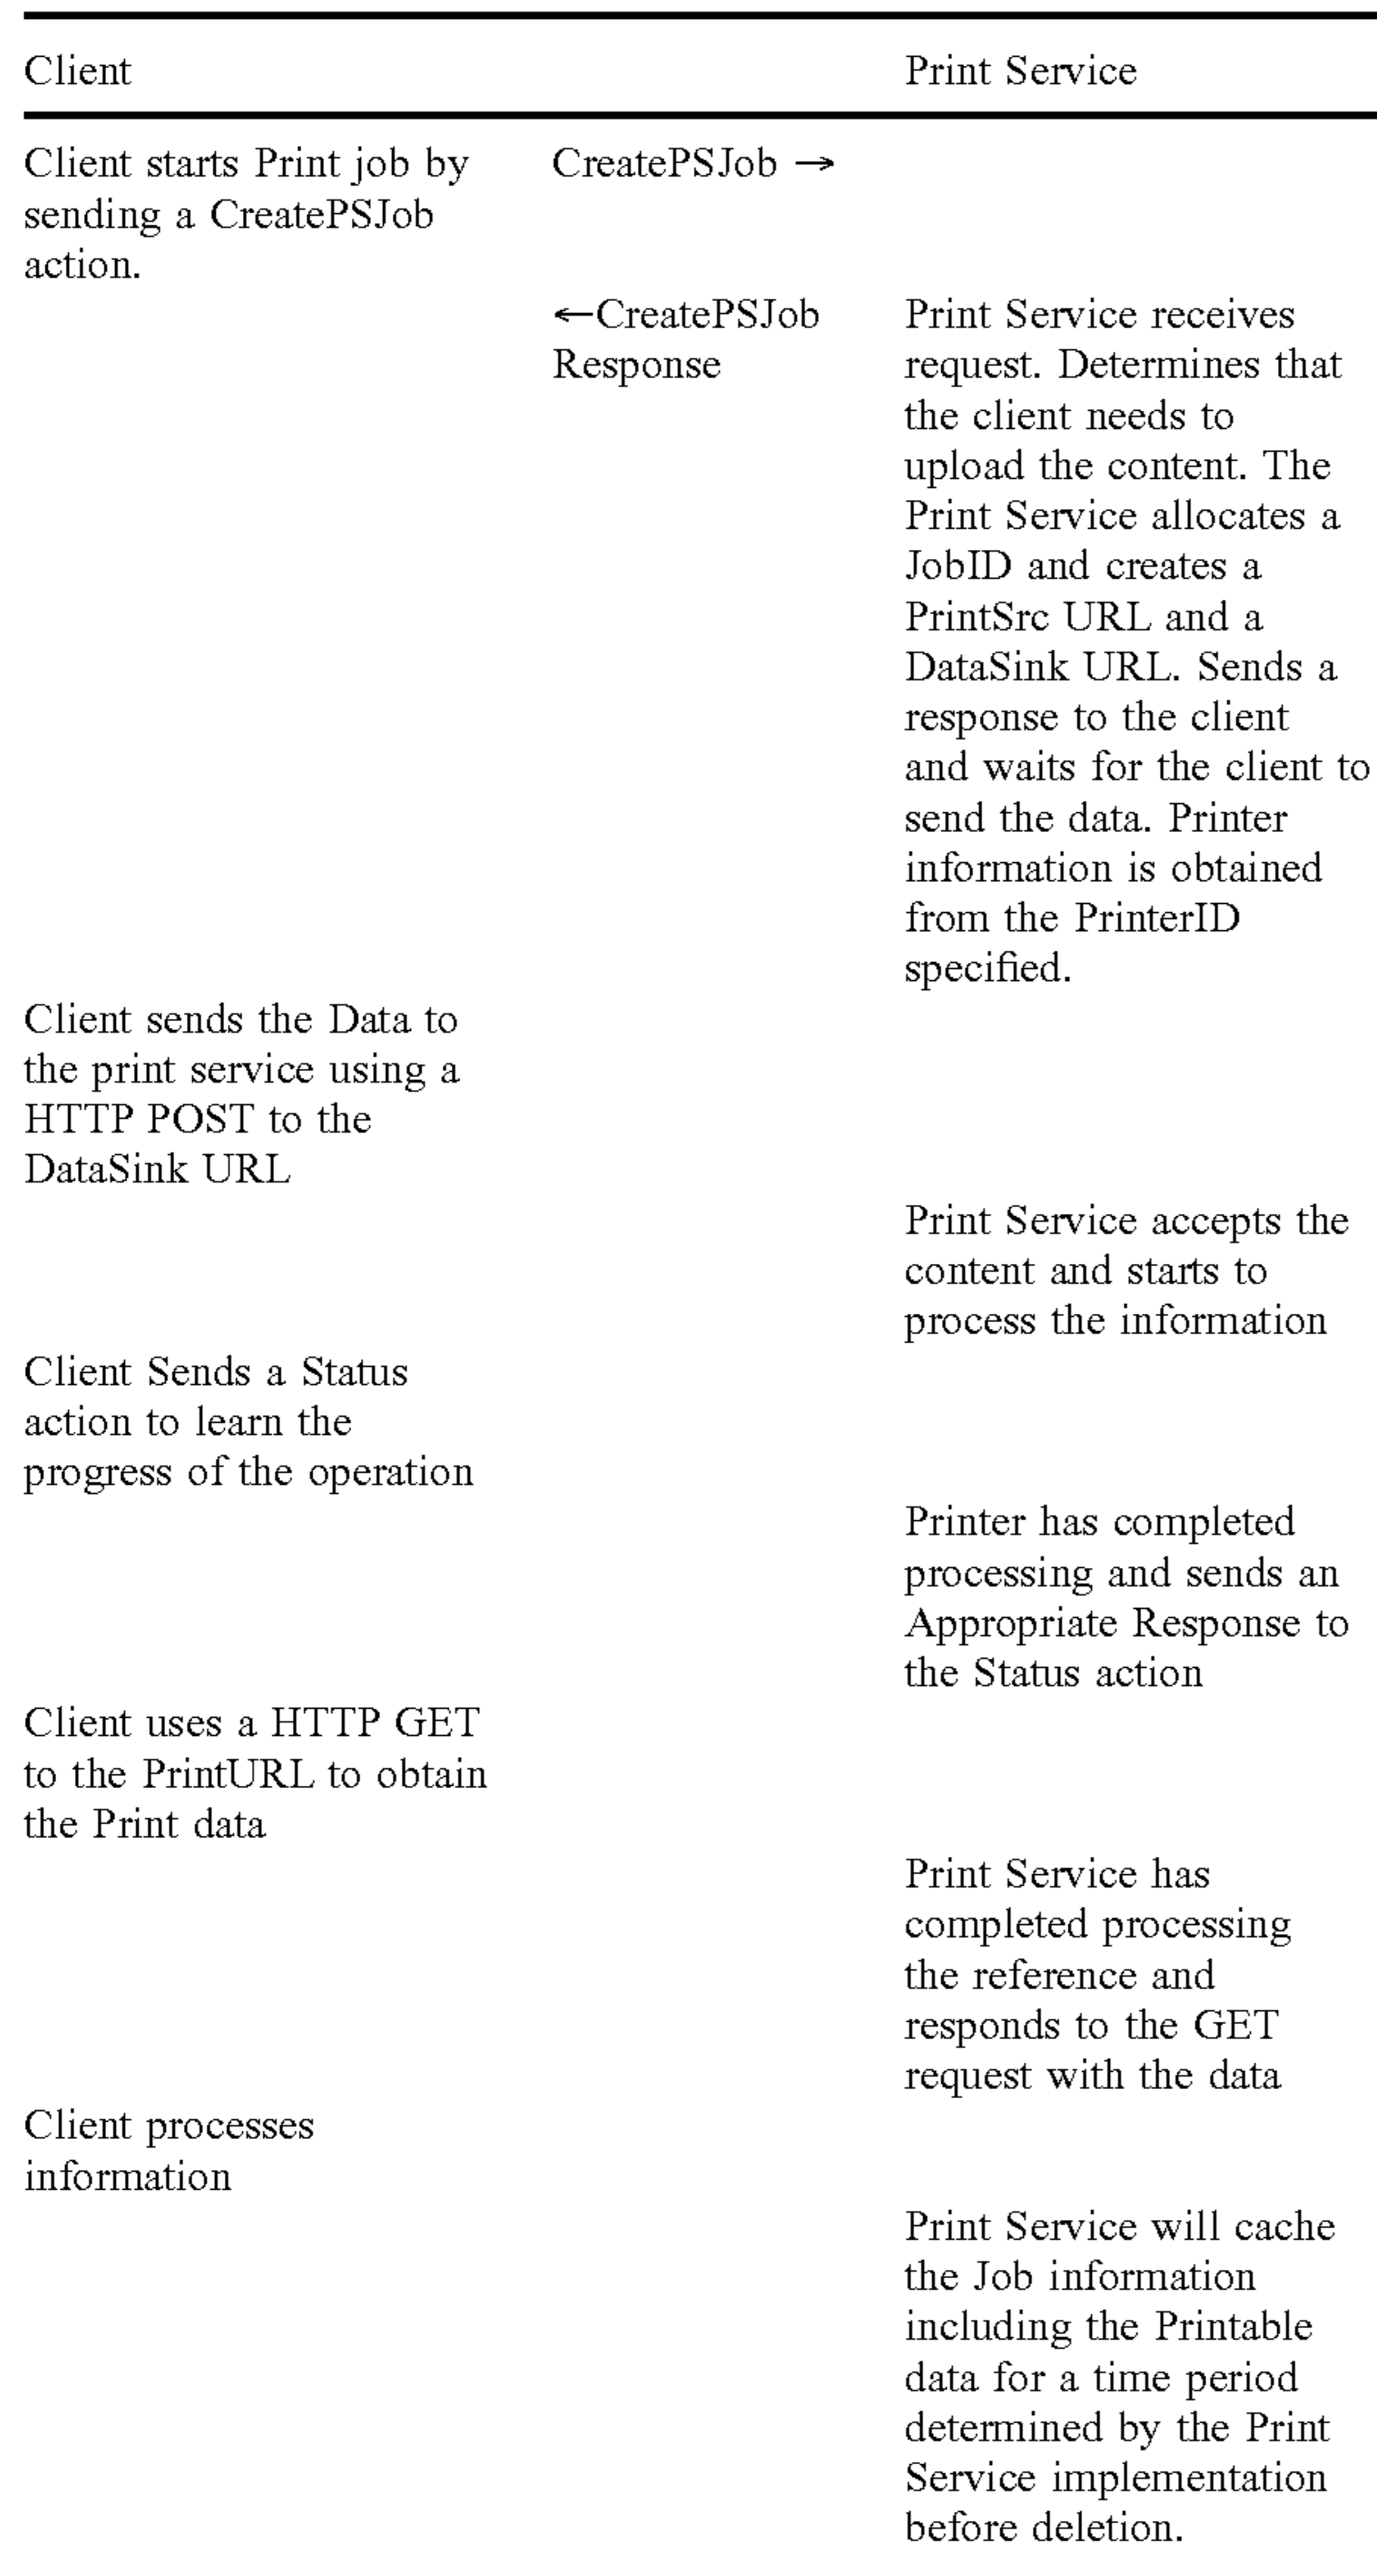 Client Print Service
Client starts Print job by CreatePSJob →
sending a CreatePSJob
action.
←CreatePSJob Print Service receives
Response request. Determines that
the client needs to
upload the content. The
Print Service allocates a
JobID and creates a
PrintSrc URL and a
DataSink URL. Sends a
response to the client
and waits for the client to
send the data. Printer
information is obtained
from the PrinterID
specified.
Client sends the Data to
the print service using a
HTTP POST to the
DataSink URL
Print Service accepts the
content and starts to
process the information
Client Sends a Status
action to learn the
progress of the operation
Printer has completed
processing and sends an
Appropriate Response to
the Status action
Client uses a HTTP GET
to the PrintURL to obtain
the Print data
Print Service has
completed processing
the reference and
responds to the GET
request with the data
Client processes
information
Print Service will cache
the Job information
including the Printable
data for a time period
determined by the Print
Service implementation
before deletion.